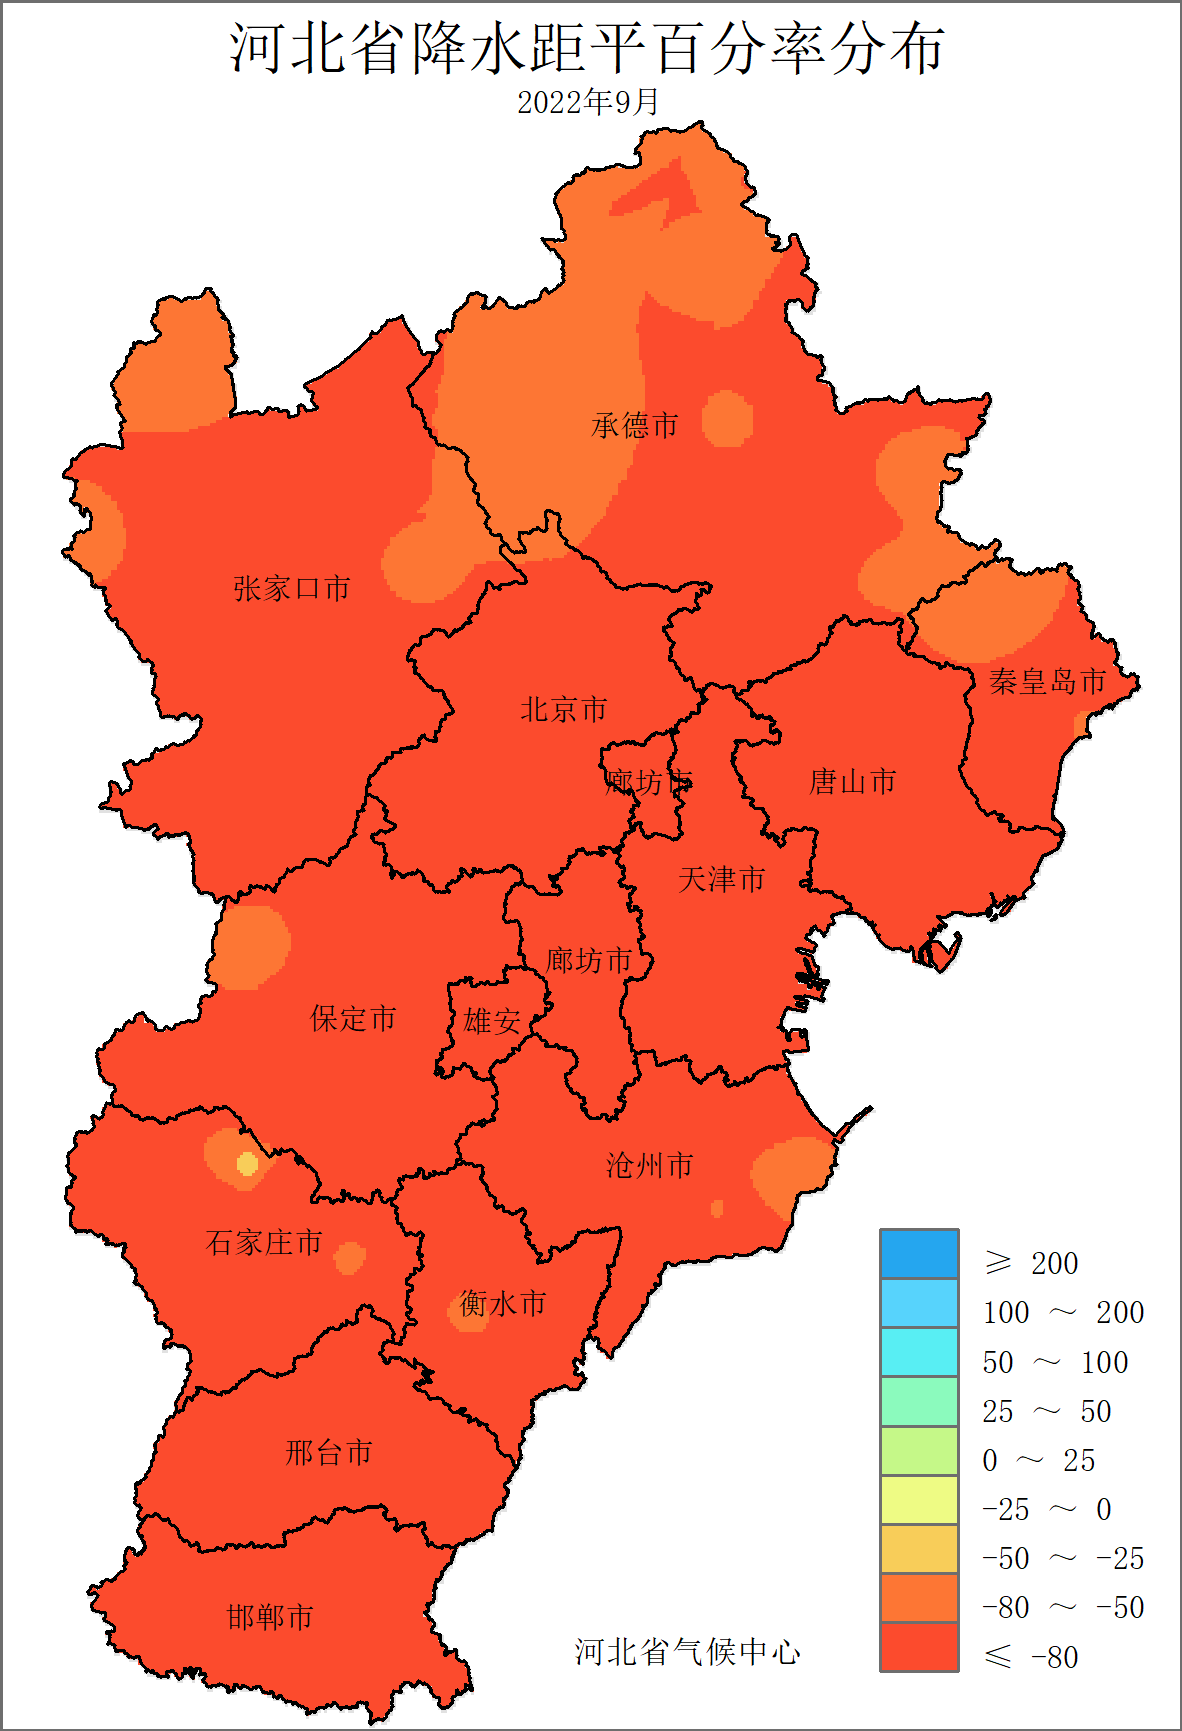 河北省降水距平百分率分布
2022年9月
承德市
张家口市
秦皇岛市
北京市
廊坊市
唐山市
天津市
廊坊市
保定市
雄安
沧州市
石家庄市
衡水市
邢台市
邯郸市
≥ 200
100 ～ 200
50 ～ 100
25 ～ 50
0 ～ 25
-25 ～ 0
-50 ～ -25
-80 ～ -50
≤ -80
河北省气候中心